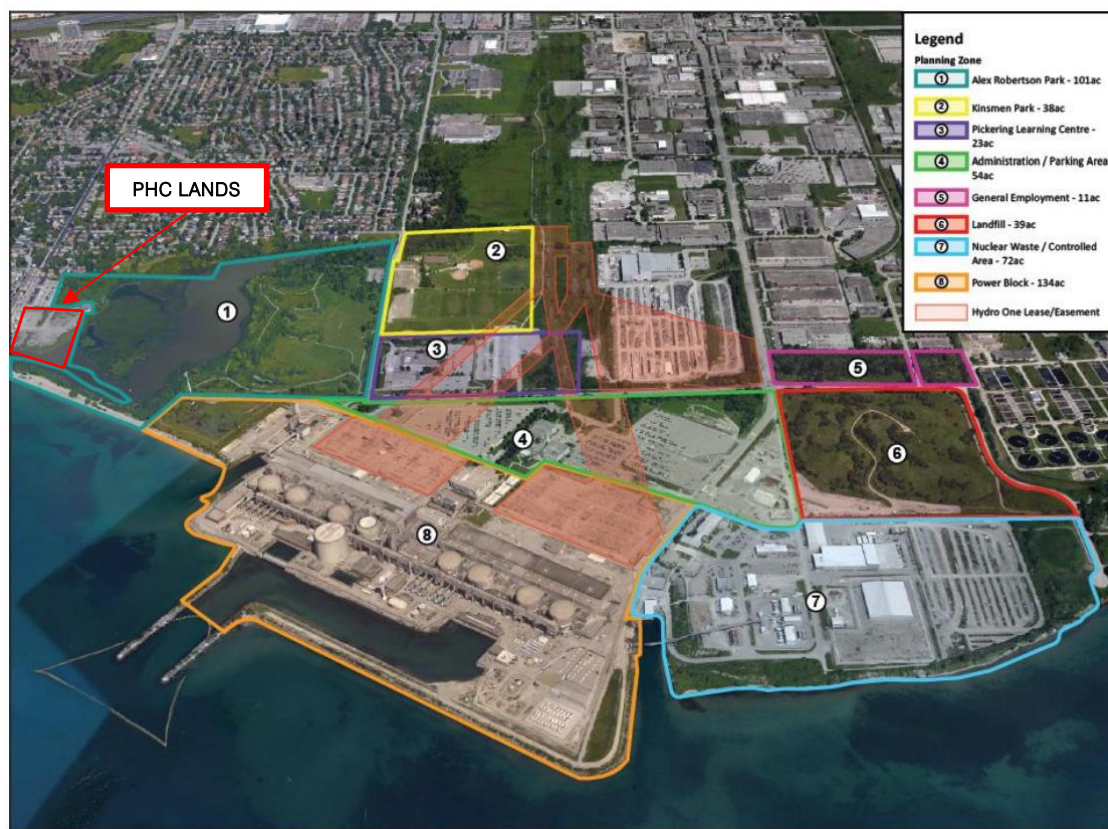 Legend
Planning Zone
1 Alex Robertson Park - 101ac
2 Kinsmen Park - 38ac
3 Pickering Learning Centre -
23ac
4 Administration / Parking Area
54ac
5 General Employment - 11ac
6 Landfill - 39ac
7 Nuclear Waste / Controlled
Area - 72ac
8 Power Block - 134ac
Hydro One Lease/Easement
PHC LANDS
2
1
3
5
4
6
8
7